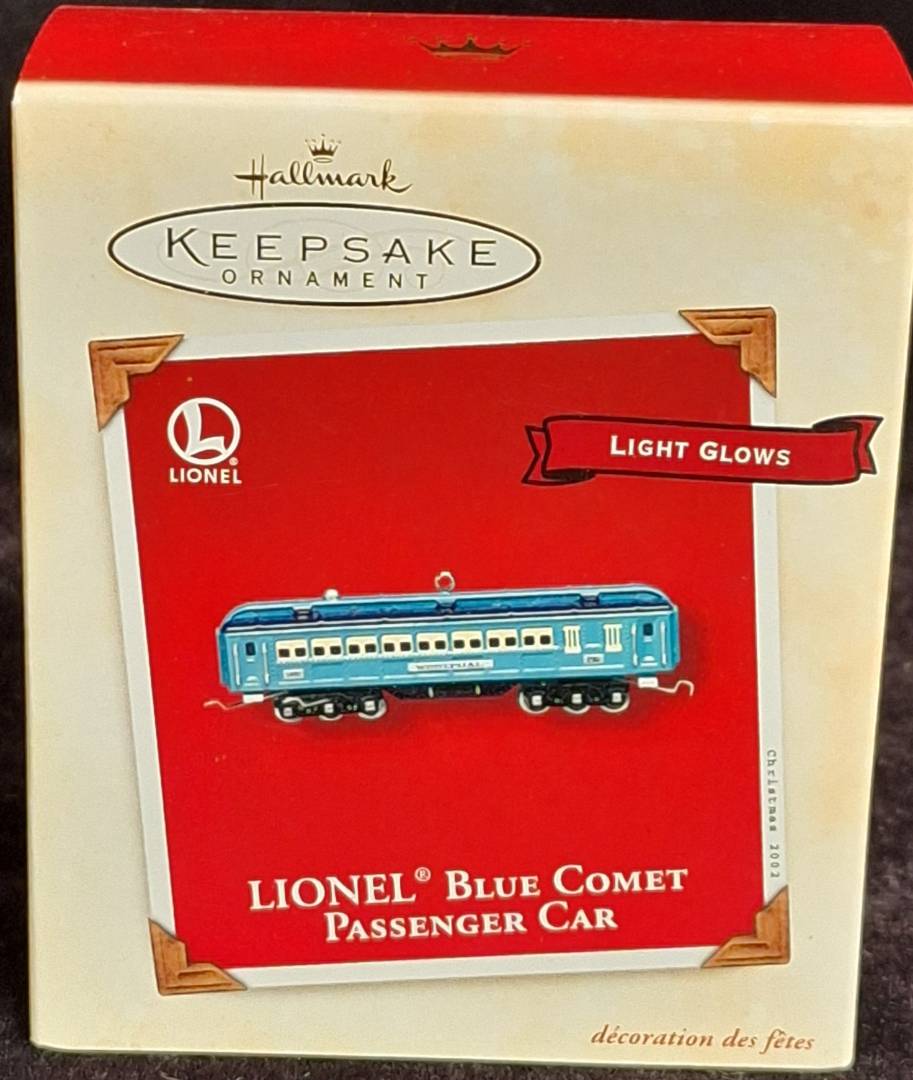 Hallmark
KEEPSAKE
ORNAMENT
LIONEL®
LIGHT GLOWS
Christmas 2002
LIONEL® BLUE COMET
PASSENGER CAR
décoration des fêtes